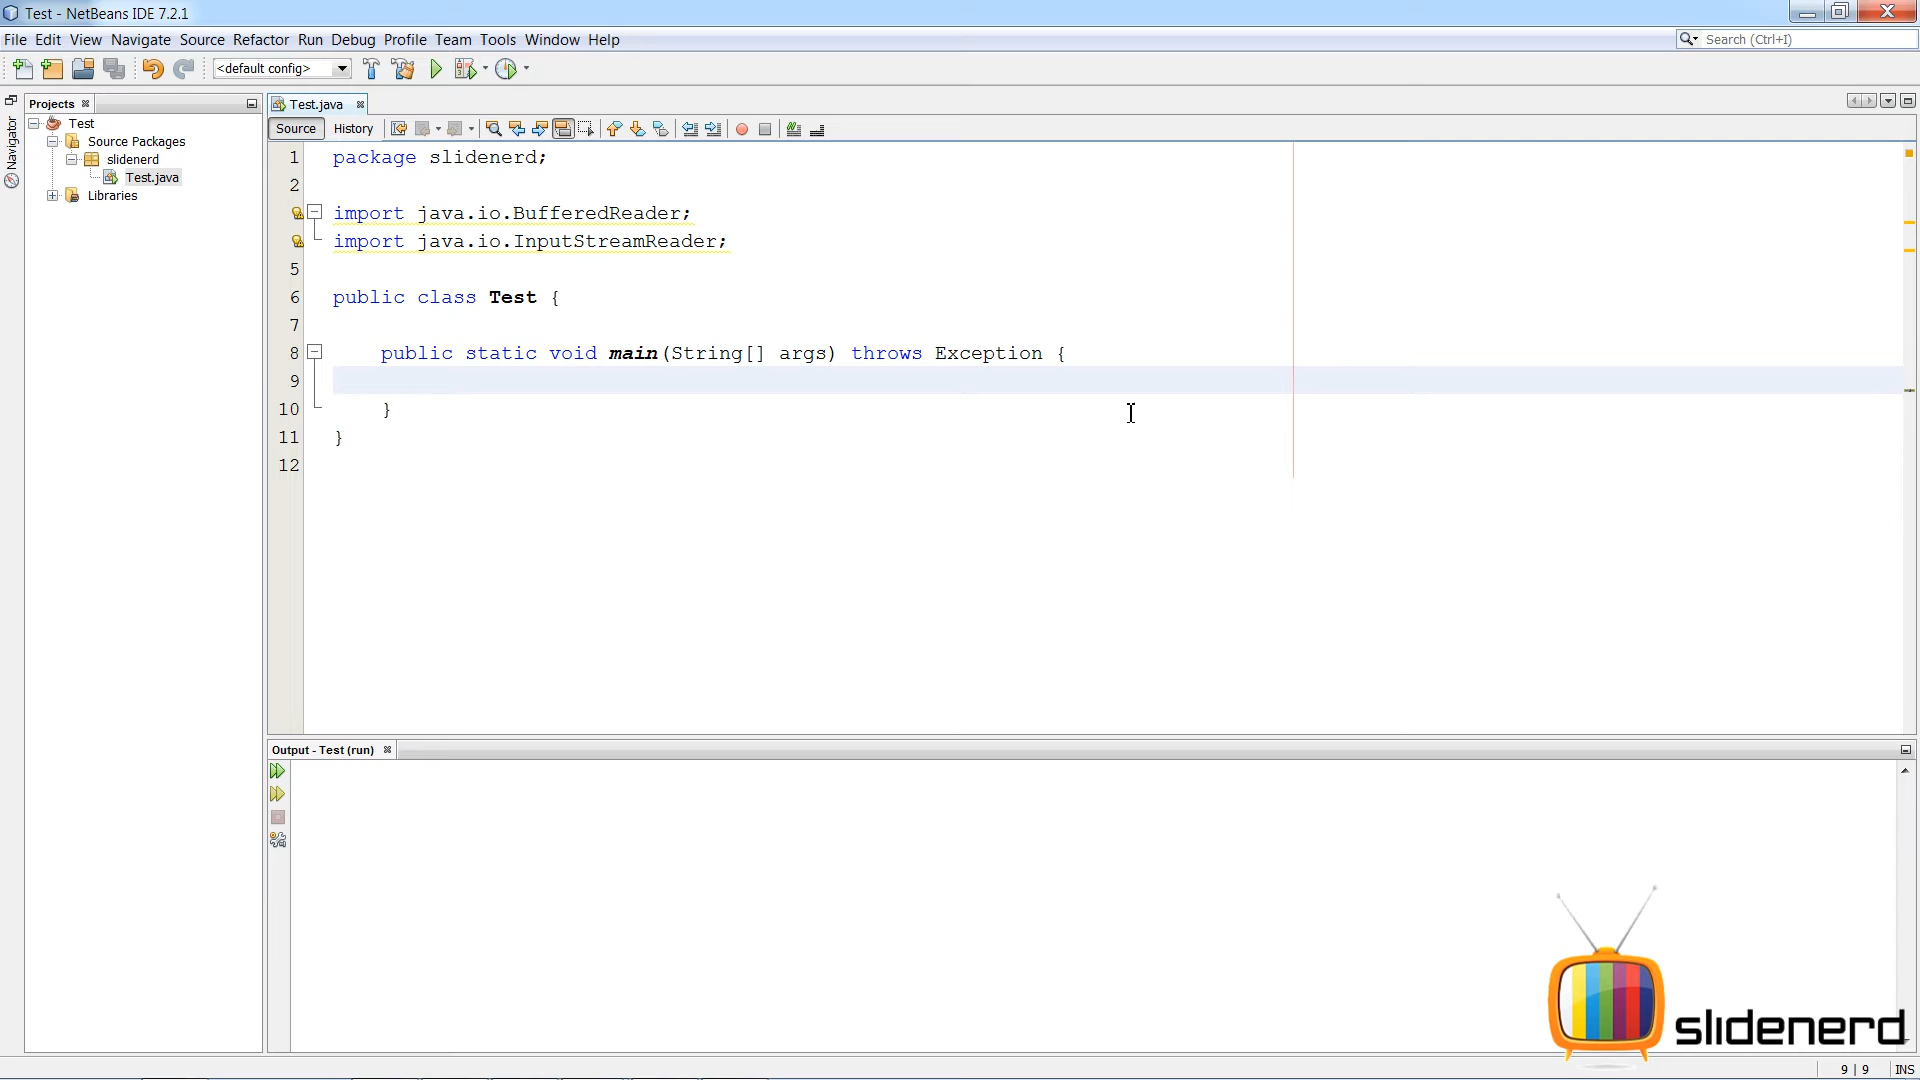 Test - NetBeans IDE 7.2.1
File Edit View Navigate Source Refactor Run Debug Profile Team Tools Window Help
Search (Ctrl+I)
<default config>
Navigator
Projects
Test
Source Packages
slidenerd
Test.java
Libraries
Test.java
Source History
1 package slidenerd;
2
import java.io.BufferedReader;
import java.io.InputStreamReader;
5
6 public class Test {
7
8 public static void main(String[] args) throws Exception {
9
10 }
11 }
12
Output - Test (run)
slidenerd
9 | 9 INS